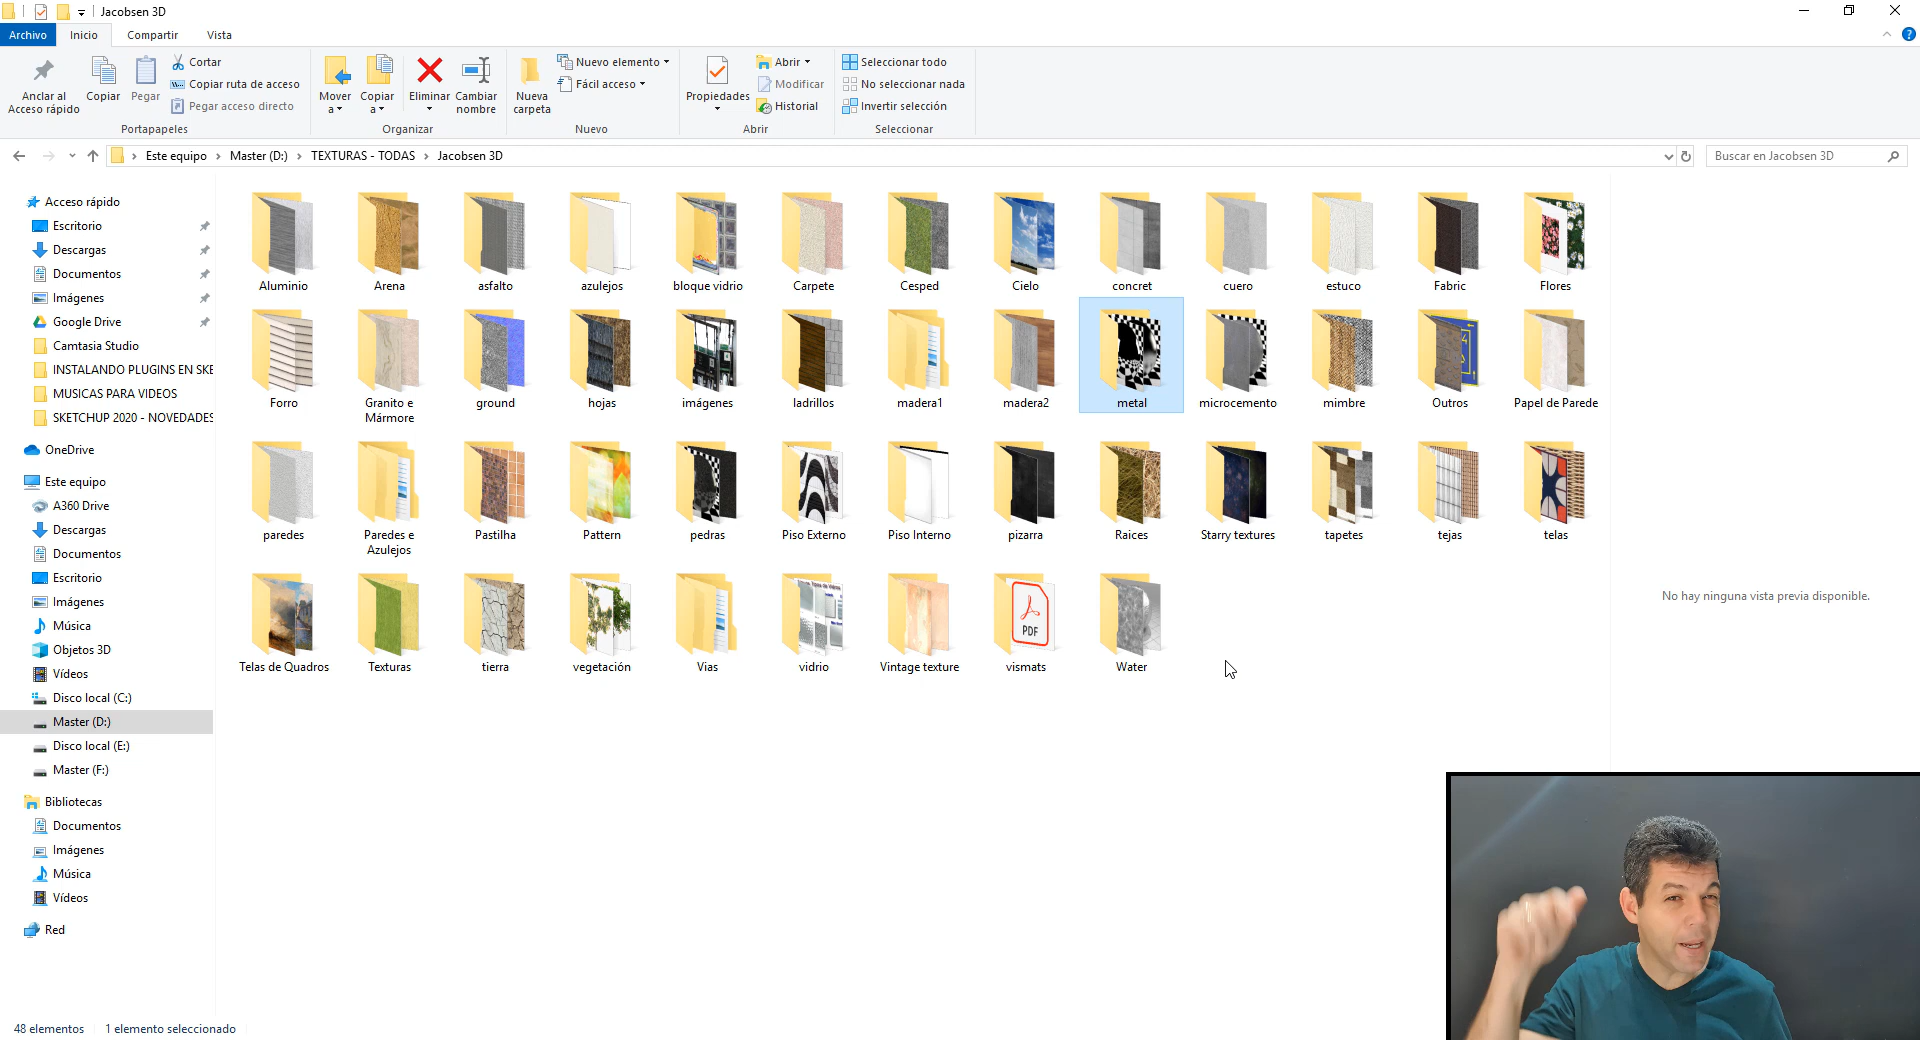 Jacobsen 3D
Archivo
Inicio
Compartir
Vista
Anclar al
Acceso rápido
Copiar
Pegar
Cortar
Copiar ruta de acceso
Pegar acceso directo
Portapapeles
Mover
a
Copiar
a
Eliminar
Cambiar
nombre
Organizar
Nueva
carpeta
Nuevo elemento
Fácil acceso
Nuevo
Propiedades
Abrir
Modificar
Historial
Abrir
Seleccionar todo
No seleccionar nada
Invertir selección
Seleccionar
Este equipo > Master (D:) > TEXTURAS - TODAS > Jacobsen 3D
Buscar en Jacobsen 3D
Acceso rápido
Escritorio
Descargas
Documentos
Imágenes
Google Drive
Camtasia Studio
INSTALANDO PLUGINS EN SKE
MUSICAS PARA VIDEOS
SKETCHUP 2020 - NOVEDADES
OneDrive
Este equipo
A360 Drive
Descargas
Documentos
Escritorio
Imágenes
Música
Objetos 3D
Vídeos
Disco local (C:)
Master (D:)
Disco local (E:)
Master (F:)
Bibliotecas
Documentos
Imágenes
Música
Vídeos
Red
Aluminio
Arena
asfalto
azulejos
bloque vidrio
Carpete
Cesped
Cielo
concret
cuero
estuco
Fabric
Flores
Forro
Granito e
Mármore
ground
hojas
imágenes
ladrillos
madera1
madera2
metal
microcemento
mimbre
Outros
Papel de Parede
paredes
Paredes e
Azulejos
Pastilha
Pattern
pedras
Piso Externo
Piso Interno
pizarra
Raices
Starry textures
tapetes
tejas
telas
Telas de Quadros
Texturas
tierra
vegetación
Vias
vidrio
Vintage texture
PDF
vismats
Water
No hay ninguna vista previa disponible.
48 elementos
1 elemento seleccionado